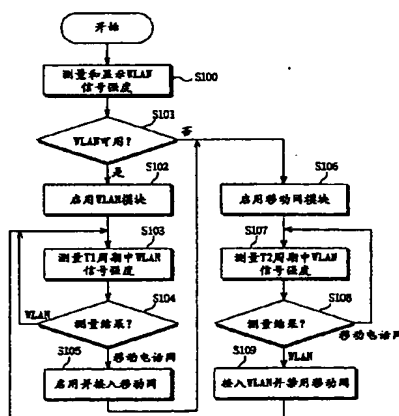 开始
测量和显示WLAN
信号强度
S100
S101
WLAN可用?
否
是
S102
启用WLAN模块
S106
启用移动网模块
S103
测量T1周期中WLAN
信号强度
S107
测量T2周期中WLAN
信号强度
S104
测量结果?
WLAN
移动电话网
S108
测量结果?
移动电话网
WLAN
S105
启用并接入移动网
S109
接入WLAN并禁用移动网